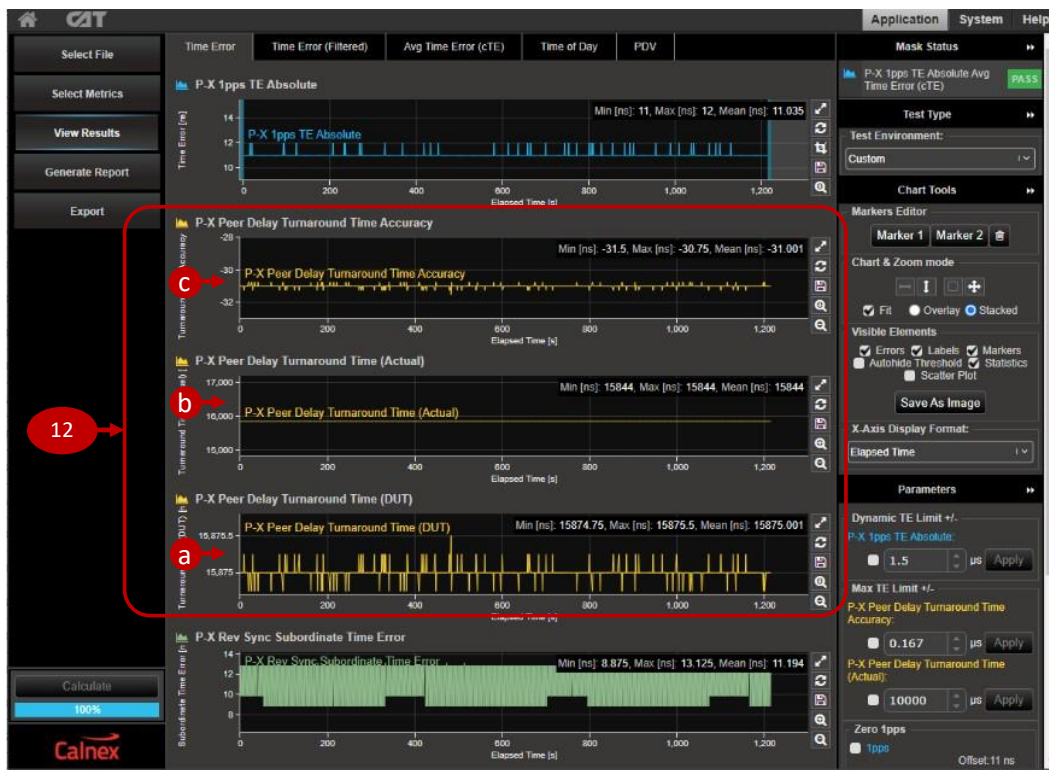 CAT
Application System Help
Select File
Select Metrics
View Results
Generate Report
Export
Calculate
100%
Calnex
12
Time Error Time Error (Filtered) Avg Time Error (cTE) Time of Day PDV
P-X 1pps TE Absolute
Min [ns]: 11, Max [ns]: 12, Mean [ns]: 11.035
P-X 1pps TE Absolute
Time Error [ns]
14
12
10
0 200 400 600 800 1,000 1,200
Elapsed Time [s]
P-X Peer Delay Turnaround Time Accuracy
Min [ns]: -31.5, Max [ns]: -30.75, Mean [ns]: -31.001
P-X Peer Delay Turnaround Time Accuracy
c
-28
-30
-32
0 200 400 600 800 1,000 1,200
Elapsed Time [s]
P-X Peer Delay Turnaround Time (Actual)
Min [ns]: 15844, Max [ns]: 15844, Mean [ns]: 15844
P-X Peer Delay Turnaround Time (Actual)
b
17,000
16,000
15,000
0 200 400 600 800 1,000 1,200
Elapsed Time [s]
P-X Peer Delay Turnaround Time (DUT)
Min [ns]: 15874.75, Max [ns]: 15875.5, Mean [ns]: 15875.001
P-X Peer Delay Turnaround Time (DUT)
a
15,875.5
15,875
0 200 400 600 800 1,000 1,200
Elapsed Time [s]
P-X Rev Sync Subordinate Time Error
Min [ns]: 8.875, Max [ns]: 13.125, Mean [ns]: 11.194
P-X Rev Sync Subordinate Time Error
14
12
10
8
0 200 400 600 800 1,000 1,200
Elapsed Time [s]
Mask Status
P-X 1pps TE Absolute Avg
Time Error (cTE)
PASS
Test Type
Test Environment:
Custom
Chart Tools
Markers Editor
Marker 1 Marker 2
Chart & Zoom mode
Fit Overlay Stacked
Visible Elements
Errors Labels Markers
Autohide Threshold Statistics
Scatter Plot
Save As Image
X-Axis Display Format:
Elapsed Time
Parameters
Dynamic TE Limit +/-
P-X 1pps TE Absolute:
1.5 µs Apply
Max TE Limit +/-
P-X Peer Delay Turnaround Time
Accuracy:
0.167 µs Apply
P-X Peer Delay Turnaround Time
(Actual):
10000 µs Apply
Zero 1pps
1pps
Offset:11 ns